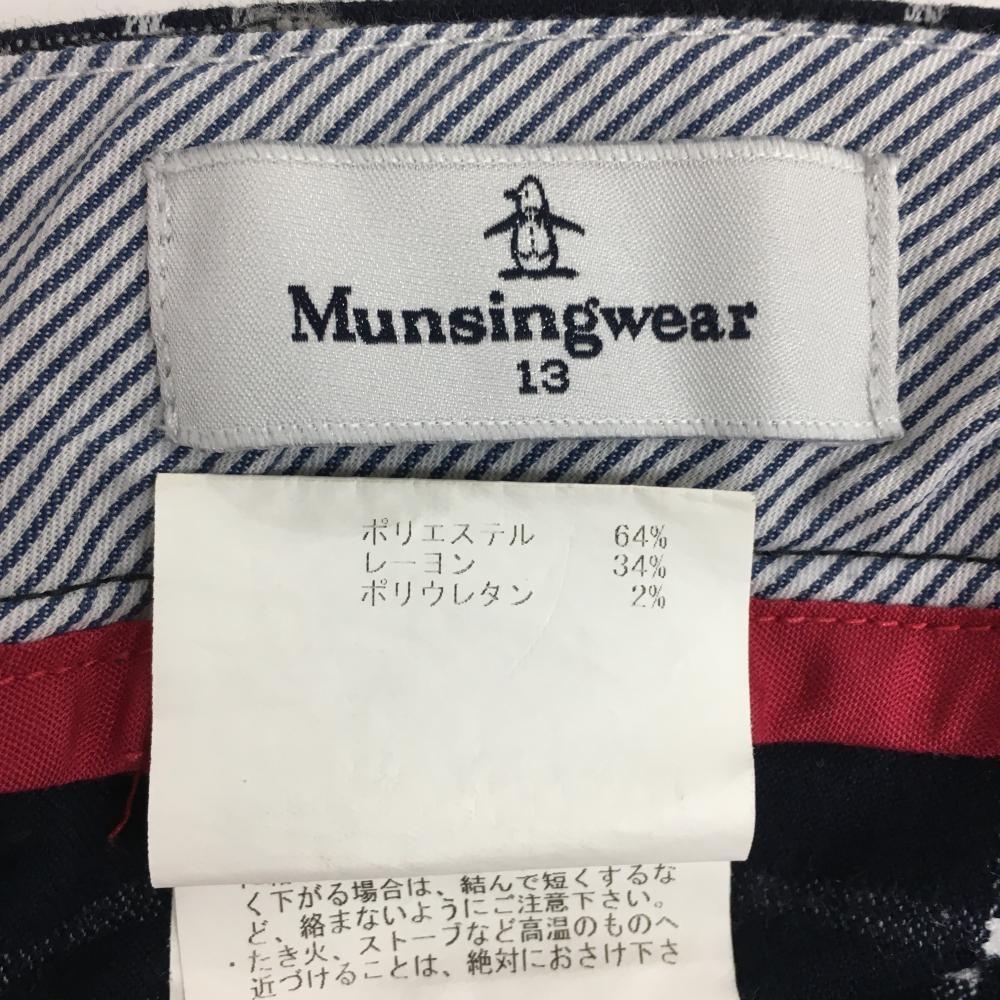 Munsingwear
13
ポリエステル 64%
レーヨン 34%
ポリウレタン 2%
く下がる場合は、結んで短くするな
ど、絡まないようにご注意下さい。
・たき火、ストーブなど高温のものへ
近づけることは、絶対におさけ下さ